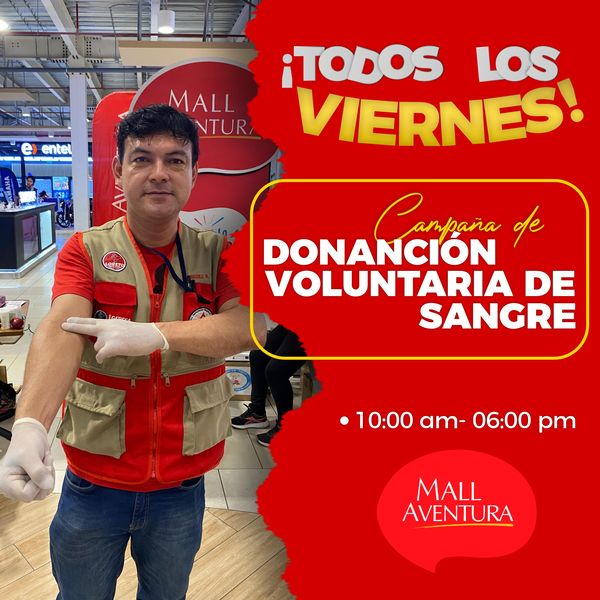 ¡TODOS LOS
VIERNES!
Campaña de
DONANCIÓN
VOLUNTARIA DE
SANGRE
• 10:00 am- 06:00 pm
MALL
AVENTURA
MALL
AVENTURA
entel
LORETO